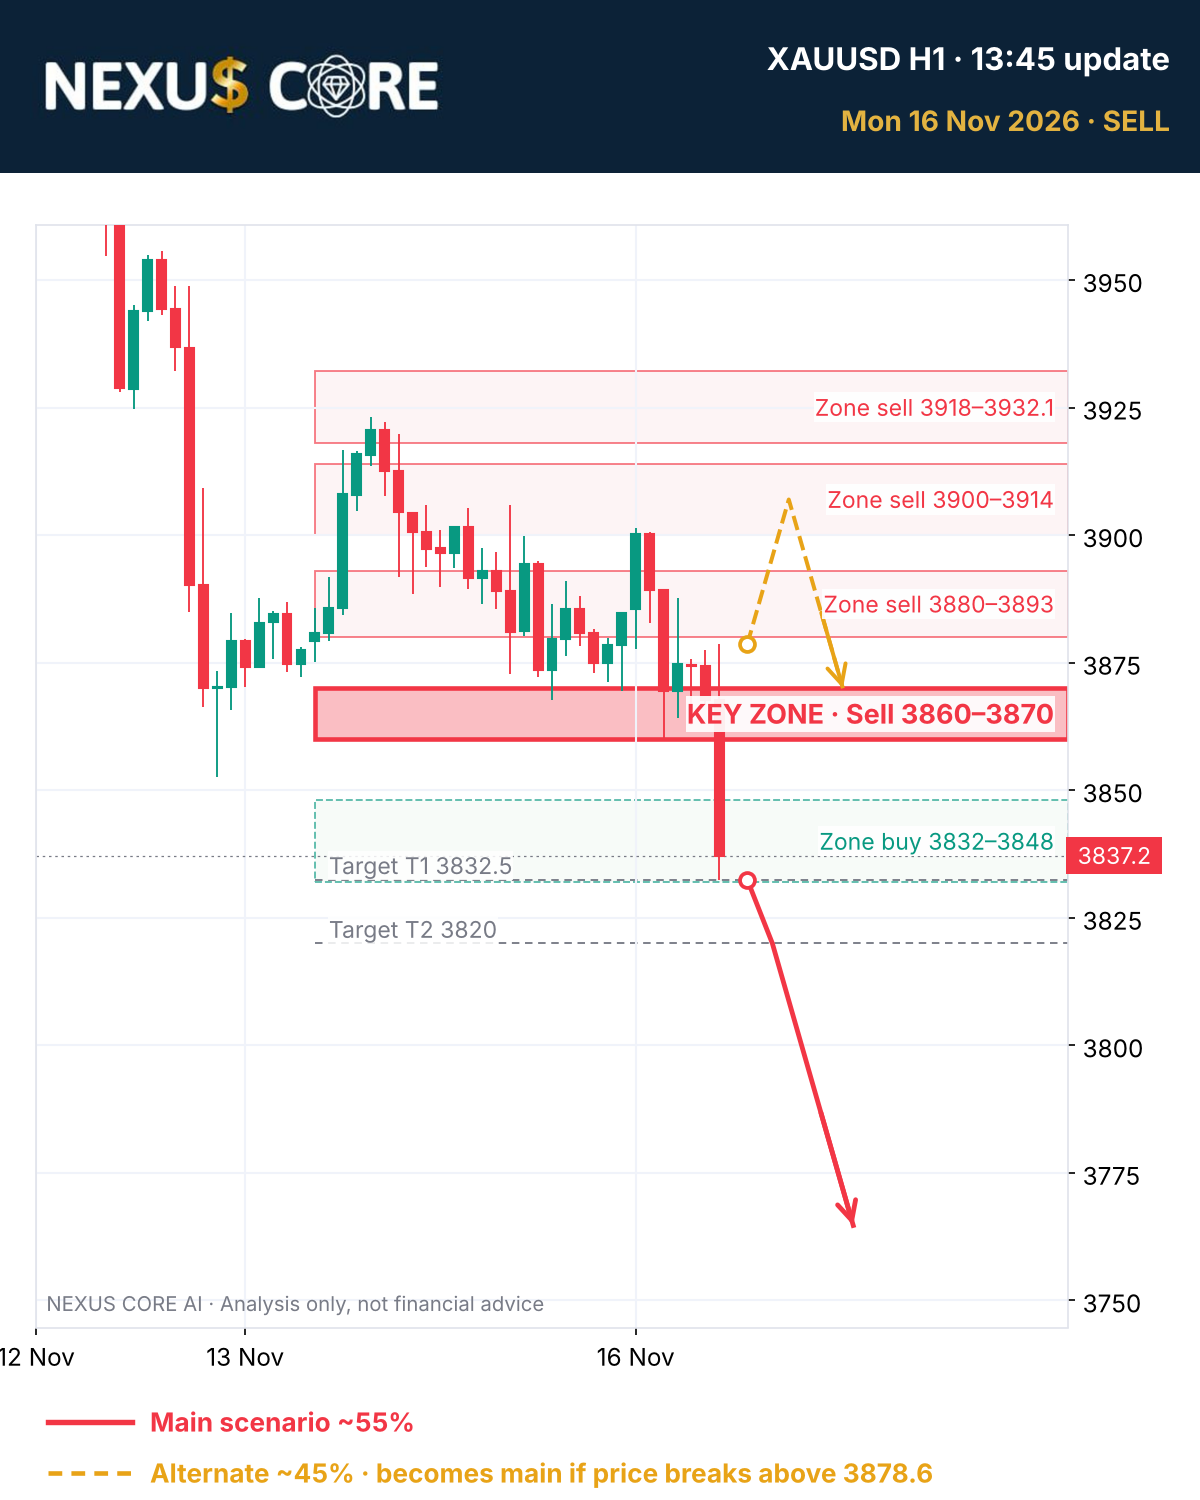 NEXU$ CORE
XAUUSD H1 · 13:45 update
Mon 16 Nov 2026 · SELL
3950
Zone sell 3918–3932.1
3925
Zone sell 3900–3914
3900
Zone sell 3880–3893
3875
KEY ZONE · Sell 3860–3870
3850
Zone buy 3832–3848
3837.2
Target T1 3832.5
3825
Target T2 3820
3800
3775
3750
NEXUS CORE AI · Analysis only, not financial advice
12 Nov
13 Nov
16 Nov
Main scenario ~55%
Alternate ~45% · becomes main if price breaks above 3878.6